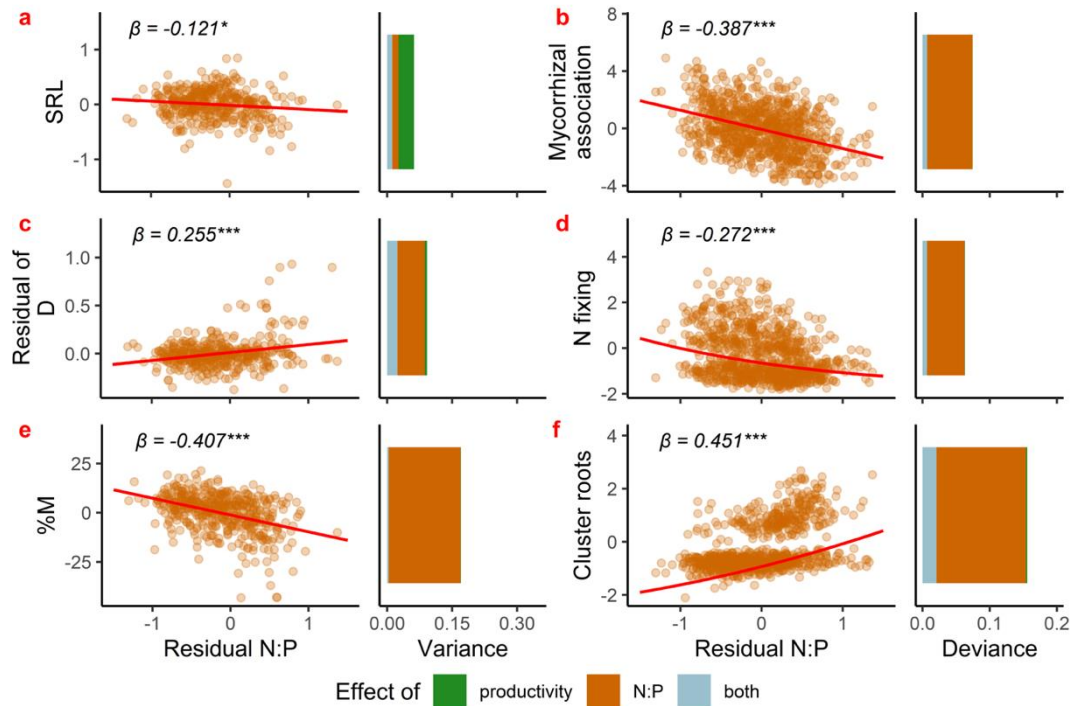 a
β = -0.121*
SRL
1
0
-1
b
β = -0.387***
Mycorrhizal
association
8
4
0
-4
c
β = 0.255***
Residual of
D
1.0
0.5
0.0
d
β = -0.272***
N fixing
4
2
0
-2
e
β = -0.407***
%M
25
0
-25
f
β = 0.451***
Cluster roots
4
2
0
-2
-1 0 1
0.00 0.15 0.30
-1 0 1
0.0 0.1 0.2
Residual N:P Variance Residual N:P Deviance
Effect of productivity N:P both